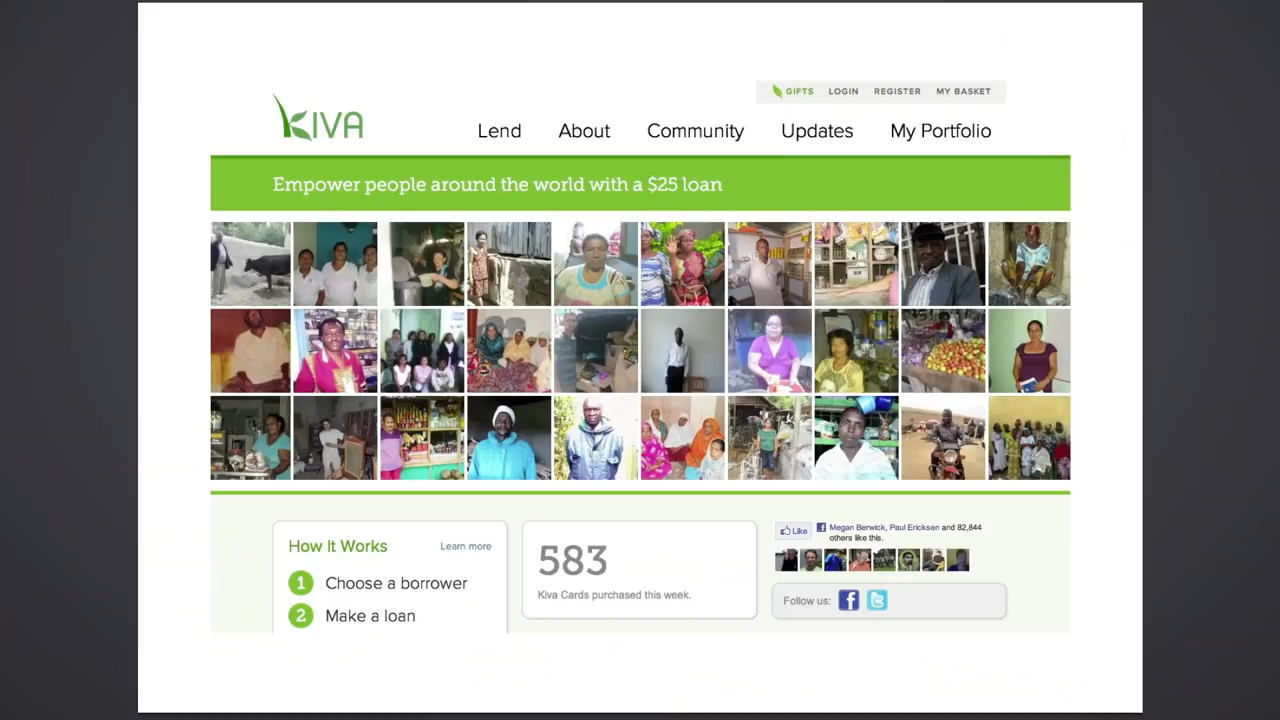 GIFTS LOGIN REGISTER MY BASKET
KIVA
Lend About Community Updates My Portfolio
Empower people around the world with a $25 loan
How It Works Learn more
1 Choose a borrower
2 Make a loan
583
Kiva Cards purchased this week.
Like
Megan Berwick, Paul Ericksen and 82,844
others like this.
Follow us: